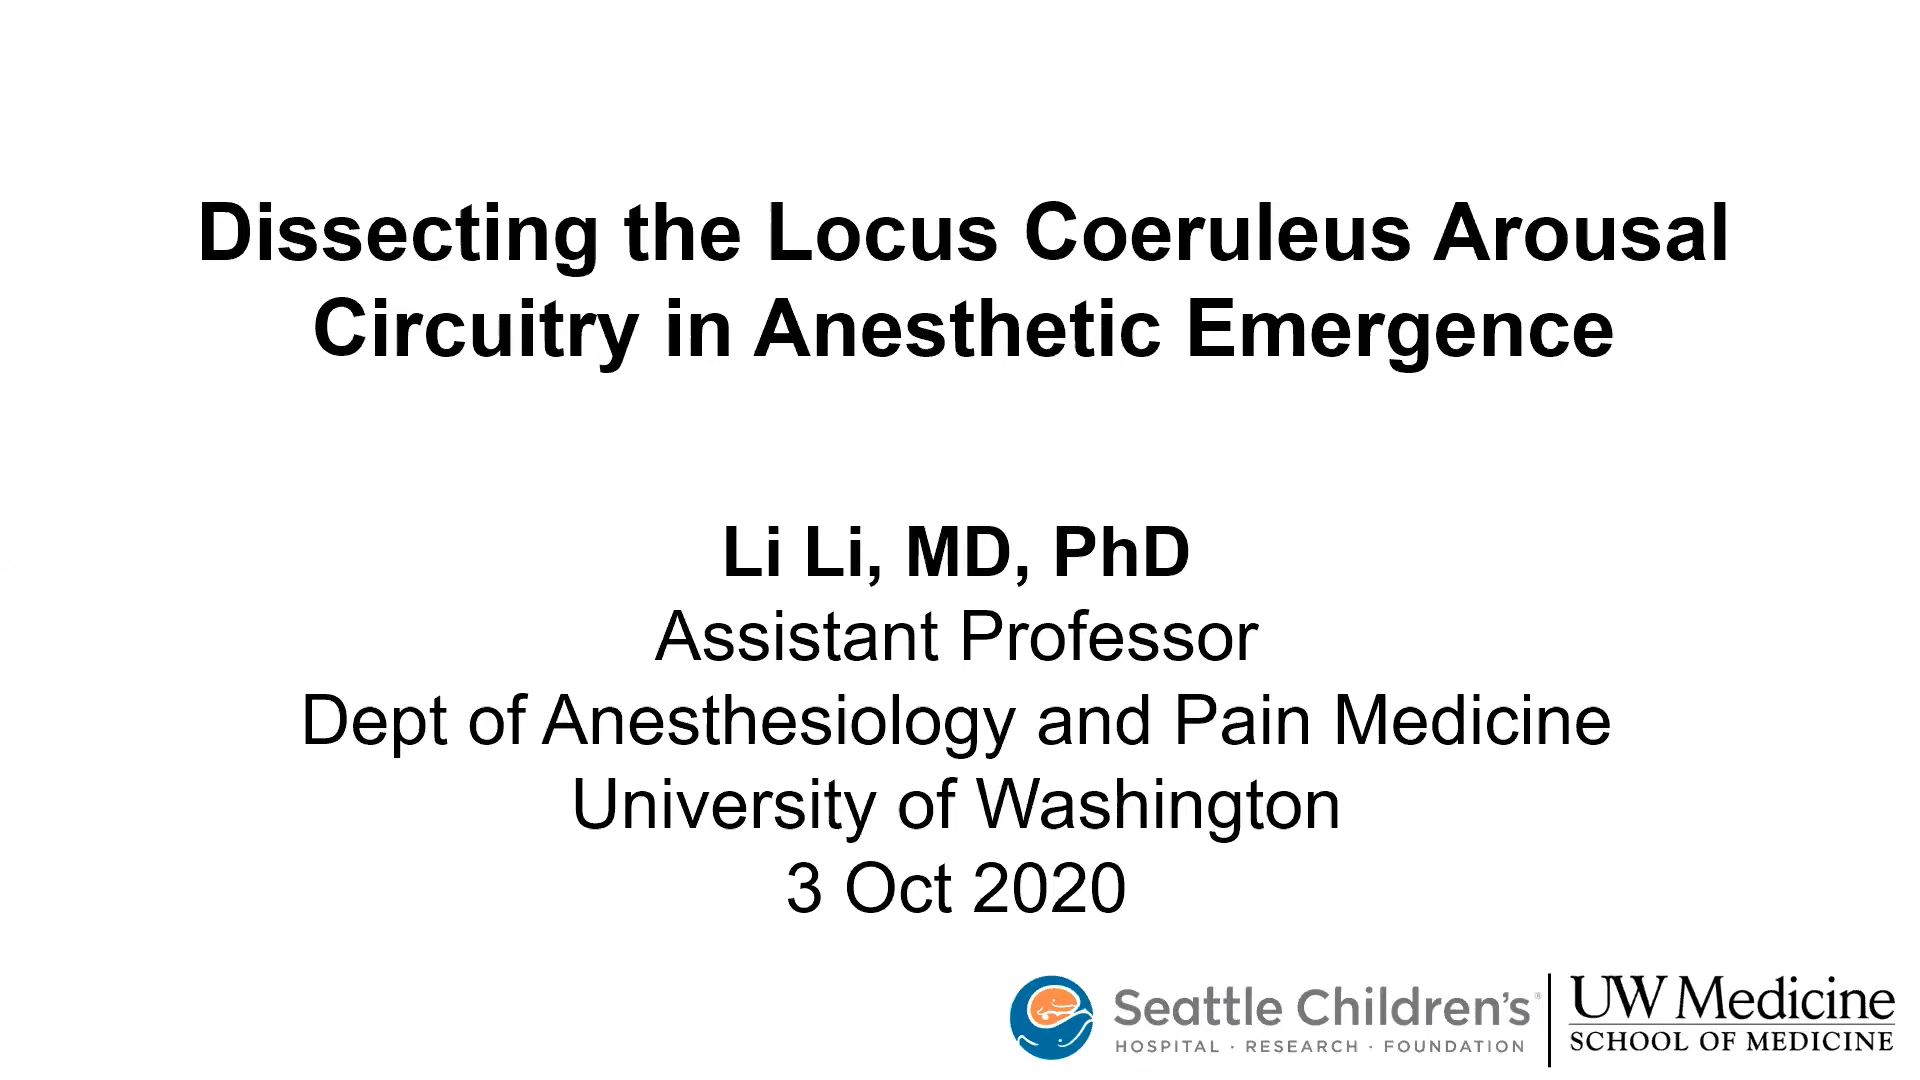 Dissecting the Locus Coeruleus Arousal
Circuitry in Anesthetic Emergence
Li Li, MD, PhD
Assistant Professor
Dept of Anesthesiology and Pain Medicine
University of Washington
3 Oct 2020
Seattle Children's®
HOSPITAL · RESEARCH · FOUNDATION
UW Medicine
SCHOOL OF MEDICINE